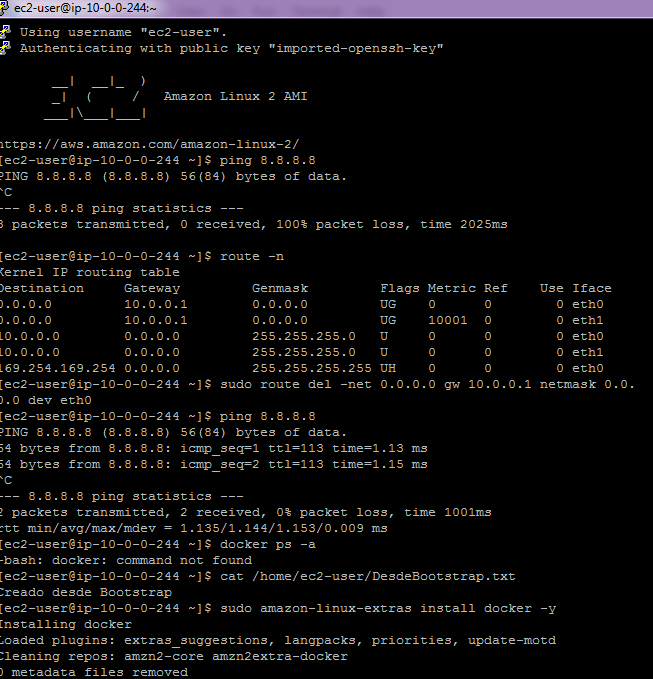 ec2-user@ip-10-0-0-244:~
Using username "ec2-user".
Authenticating with public key "imported-openssh-key"
__|  __|_  )
_|  (     /   Amazon Linux 2 AMI
___|\___|___|
https://aws.amazon.com/amazon-linux-2/
[ec2-user@ip-10-0-0-244 ~]$ ping 8.8.8.8
PING 8.8.8.8 (8.8.8.8) 56(84) bytes of data.
^C
--- 8.8.8.8 ping statistics ---
3 packets transmitted, 0 received, 100% packet loss, time 2025ms
[ec2-user@ip-10-0-0-244 ~]$ route -n
Kernel IP routing table
Destination     Gateway         Genmask         Flags Metric Ref    Use Iface
0.0.0.0         10.0.0.1        0.0.0.0         UG    0      0        0 eth0
0.0.0.0         10.0.0.1        0.0.0.0         UG    10001  0        0 eth1
10.0.0.0        0.0.0.0         255.255.255.0   U     0      0        0 eth0
10.0.0.0        0.0.0.0         255.255.255.0   U     0      0        0 eth1
169.254.169.254 0.0.0.0         255.255.255.255 UH    0      0        0 eth0
[ec2-user@ip-10-0-0-244 ~]$ sudo route del -net 0.0.0.0 gw 10.0.0.1 netmask 0.0.
0.0 dev eth0
[ec2-user@ip-10-0-0-244 ~]$ ping 8.8.8.8
PING 8.8.8.8 (8.8.8.8) 56(84) bytes of data.
64 bytes from 8.8.8.8: icmp_seq=1 ttl=113 time=1.13 ms
64 bytes from 8.8.8.8: icmp_seq=2 ttl=113 time=1.15 ms
^C
--- 8.8.8.8 ping statistics ---
2 packets transmitted, 2 received, 0% packet loss, time 1001ms
rtt min/avg/max/mdev = 1.135/1.144/1.153/0.009 ms
[ec2-user@ip-10-0-0-244 ~]$ docker ps -a
-bash: docker: command not found
[ec2-user@ip-10-0-0-244 ~]$ cat /home/ec2-user/DesdeBootstrap.txt
Creado desde Bootstrap
[ec2-user@ip-10-0-0-244 ~]$ sudo amazon-linux-extras install docker -y
Installing docker
Loaded plugins: extras_suggestions, langpacks, priorities, update-motd
Cleaning repos: amzn2-core amzn2extra-docker
0 metadata files removed